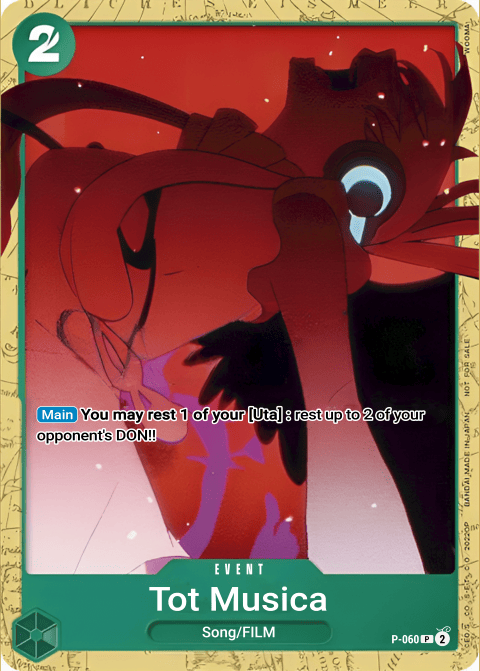 2
Main You may rest 1 of your [Uta] : rest up to 2 of your
opponent's DON!!
EVENT
Tot Musica
Song/FILM
P-060 P 2
WOOMA
NOT FOR SALE
BANDAI, MADE IN JAPAN